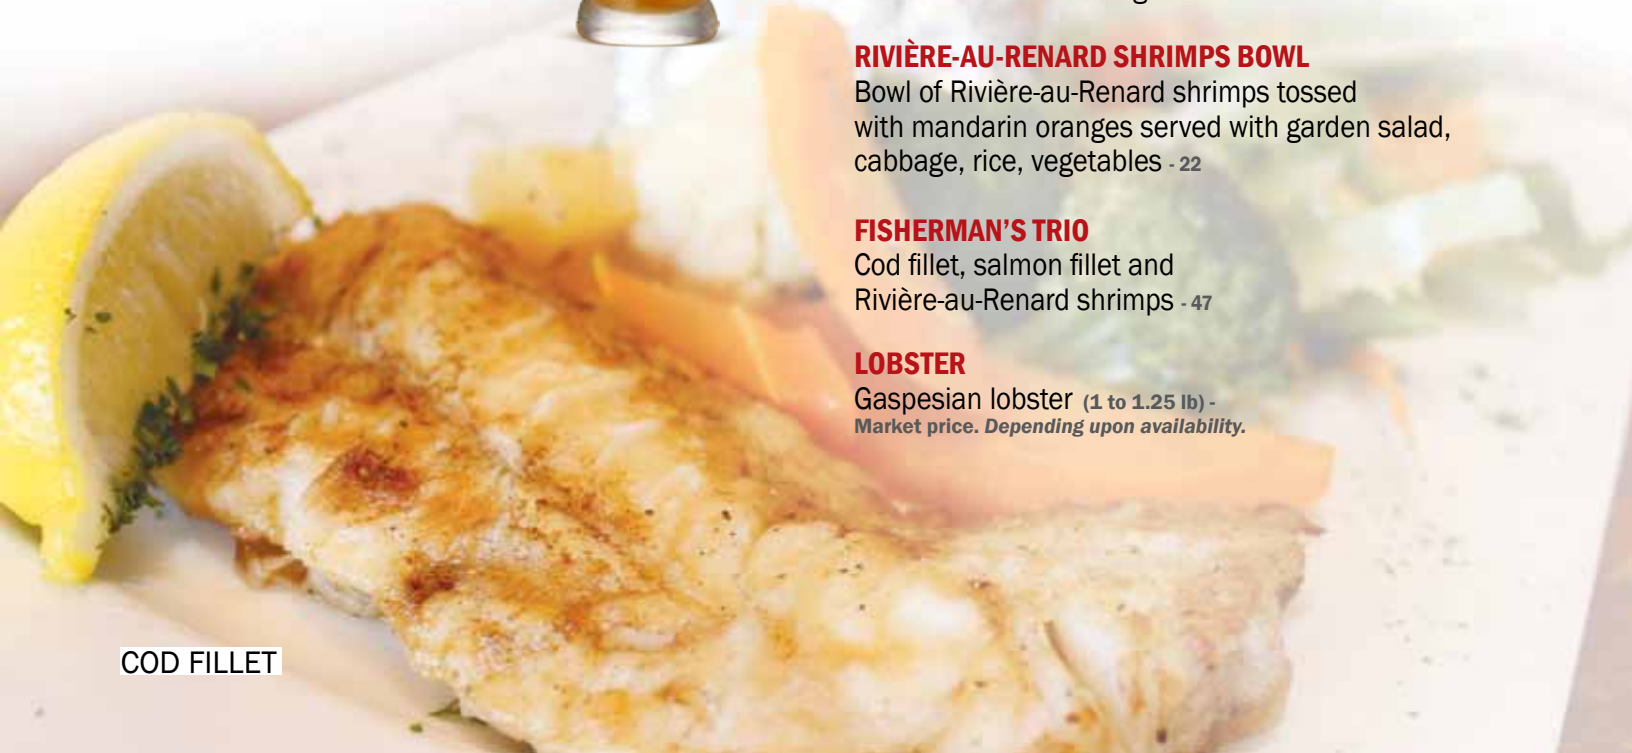 RIVIÈRE-AU-RENARD SHRIMPS BOWL
Bowl of Rivière-au-Renard shrimps tossed
with mandarin oranges served with garden salad,
cabbage, rice, vegetables - 22
FISHERMAN’S TRIO
Cod fillet, salmon fillet and
Rivière-au-Renard shrimps - 47
LOBSTER
Gaspesian lobster (1 to 1.25 lb) -
Market price. Depending upon availability.
COD FILLET